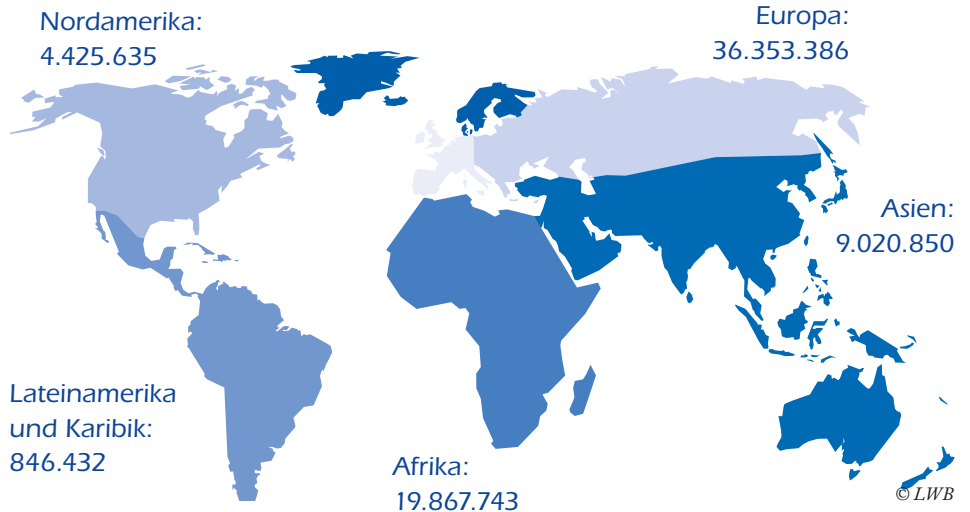 Nordamerika:
4.425.635
Europa:
36.353.386
Asien:
9.020.850
Lateinamerika
und Karibik:
846.432
Afrika:
19.867.743
© LWB